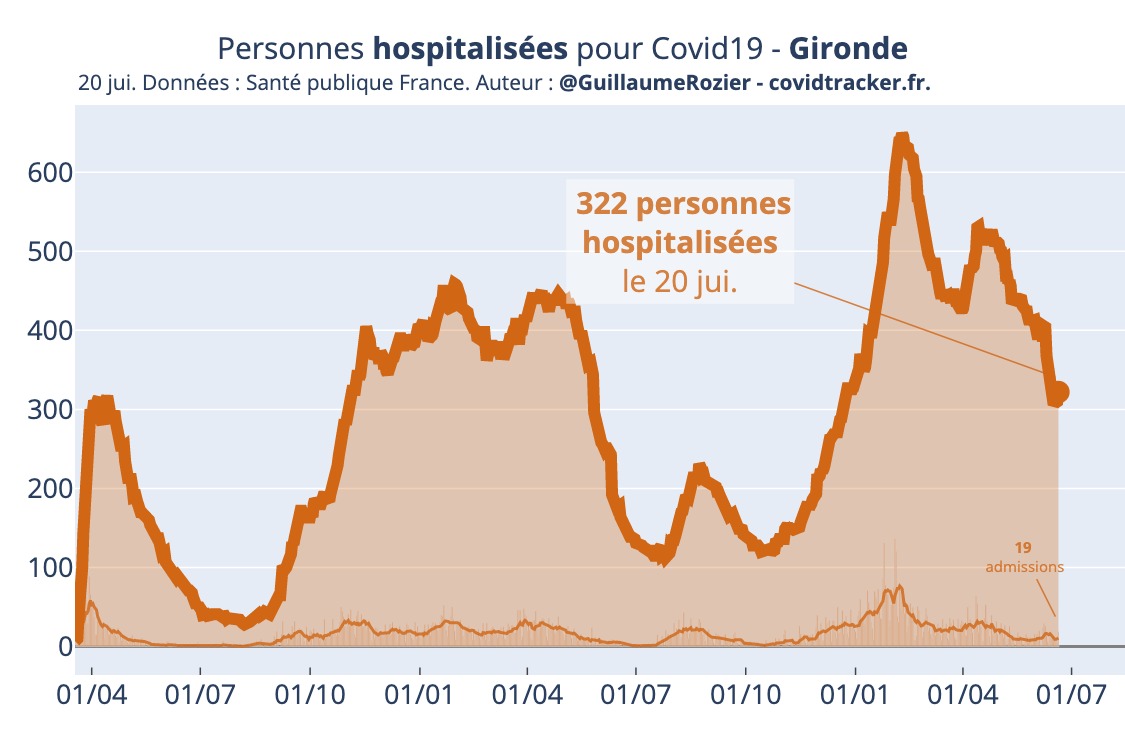 Personnes hospitalisées pour Covid19 - Gironde
20 jui. Données : Santé publique France. Auteur : @GuillaumeRozier - covidtracker.fr.
600
322 personnes
hospitalisées
le 20 jui.
500
400
300
200
19
admissions
100
0
01/04 01/07 01/10 01/01 01/04 01/07 01/10 01/01 01/04 01/07